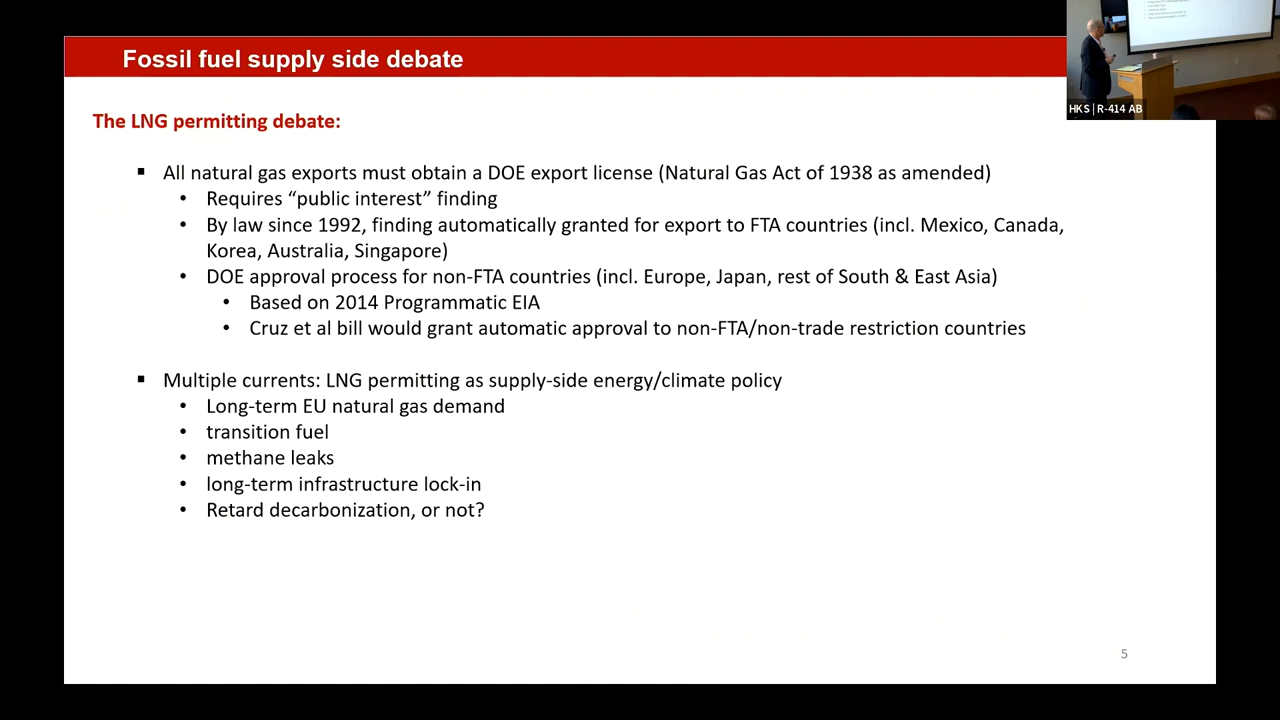 Fossil fuel supply side debate
HKS | R-414 AB
The LNG permitting debate:
▪ All natural gas exports must obtain a DOE export license (Natural Gas Act of 1938 as amended)
• Requires “public interest” finding
• By law since 1992, finding automatically granted for export to FTA countries (incl. Mexico, Canada,
Korea, Australia, Singapore)
• DOE approval process for non-FTA countries (incl. Europe, Japan, rest of South & East Asia)
• Based on 2014 Programmatic EIA
• Cruz et al bill would grant automatic approval to non-FTA/non-trade restriction countries
▪ Multiple currents: LNG permitting as supply-side energy/climate policy
• Long-term EU natural gas demand
• transition fuel
• methane leaks
• long-term infrastructure lock-in
• Retard decarbonization, or not?
5